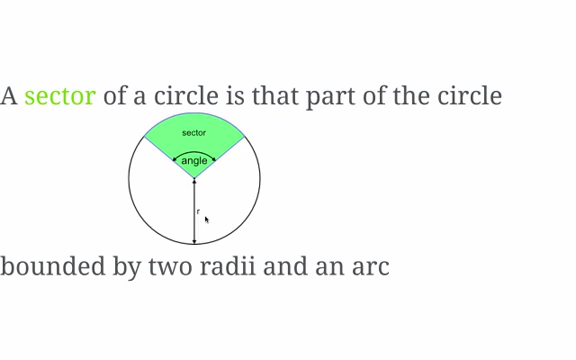 A sector of a circle is that part of the circle
sector
angle
r
bounded by two radii and an arc